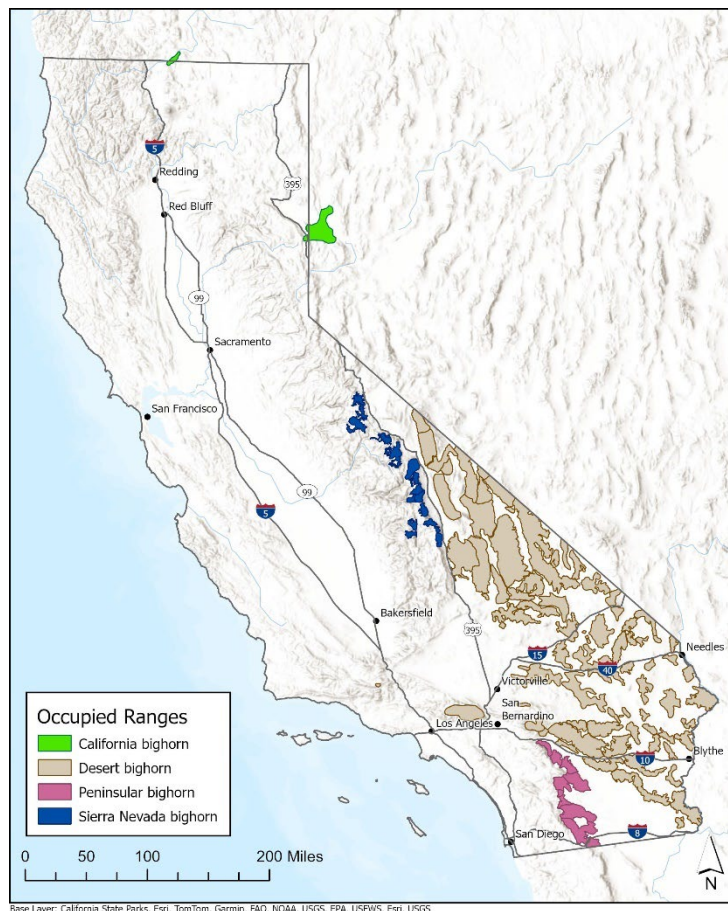 5
Redding
395
Red Bluff
99
Sacramento
San Francisco
99
5
Bakersfield
395
15
Needles
40
Victorville
San
Bernardino
Los Angeles
Blythe
10
San Diego
8
Occupied Ranges
California bighorn
Desert bighorn
Peninsular bighorn
Sierra Nevada bighorn
0 50 100 200 Miles
N
Base Layer: California State Parks, Esri, TomTom, Garmin, FAO, NOAA, USGS, EPA, USFWS, Esri, USGS